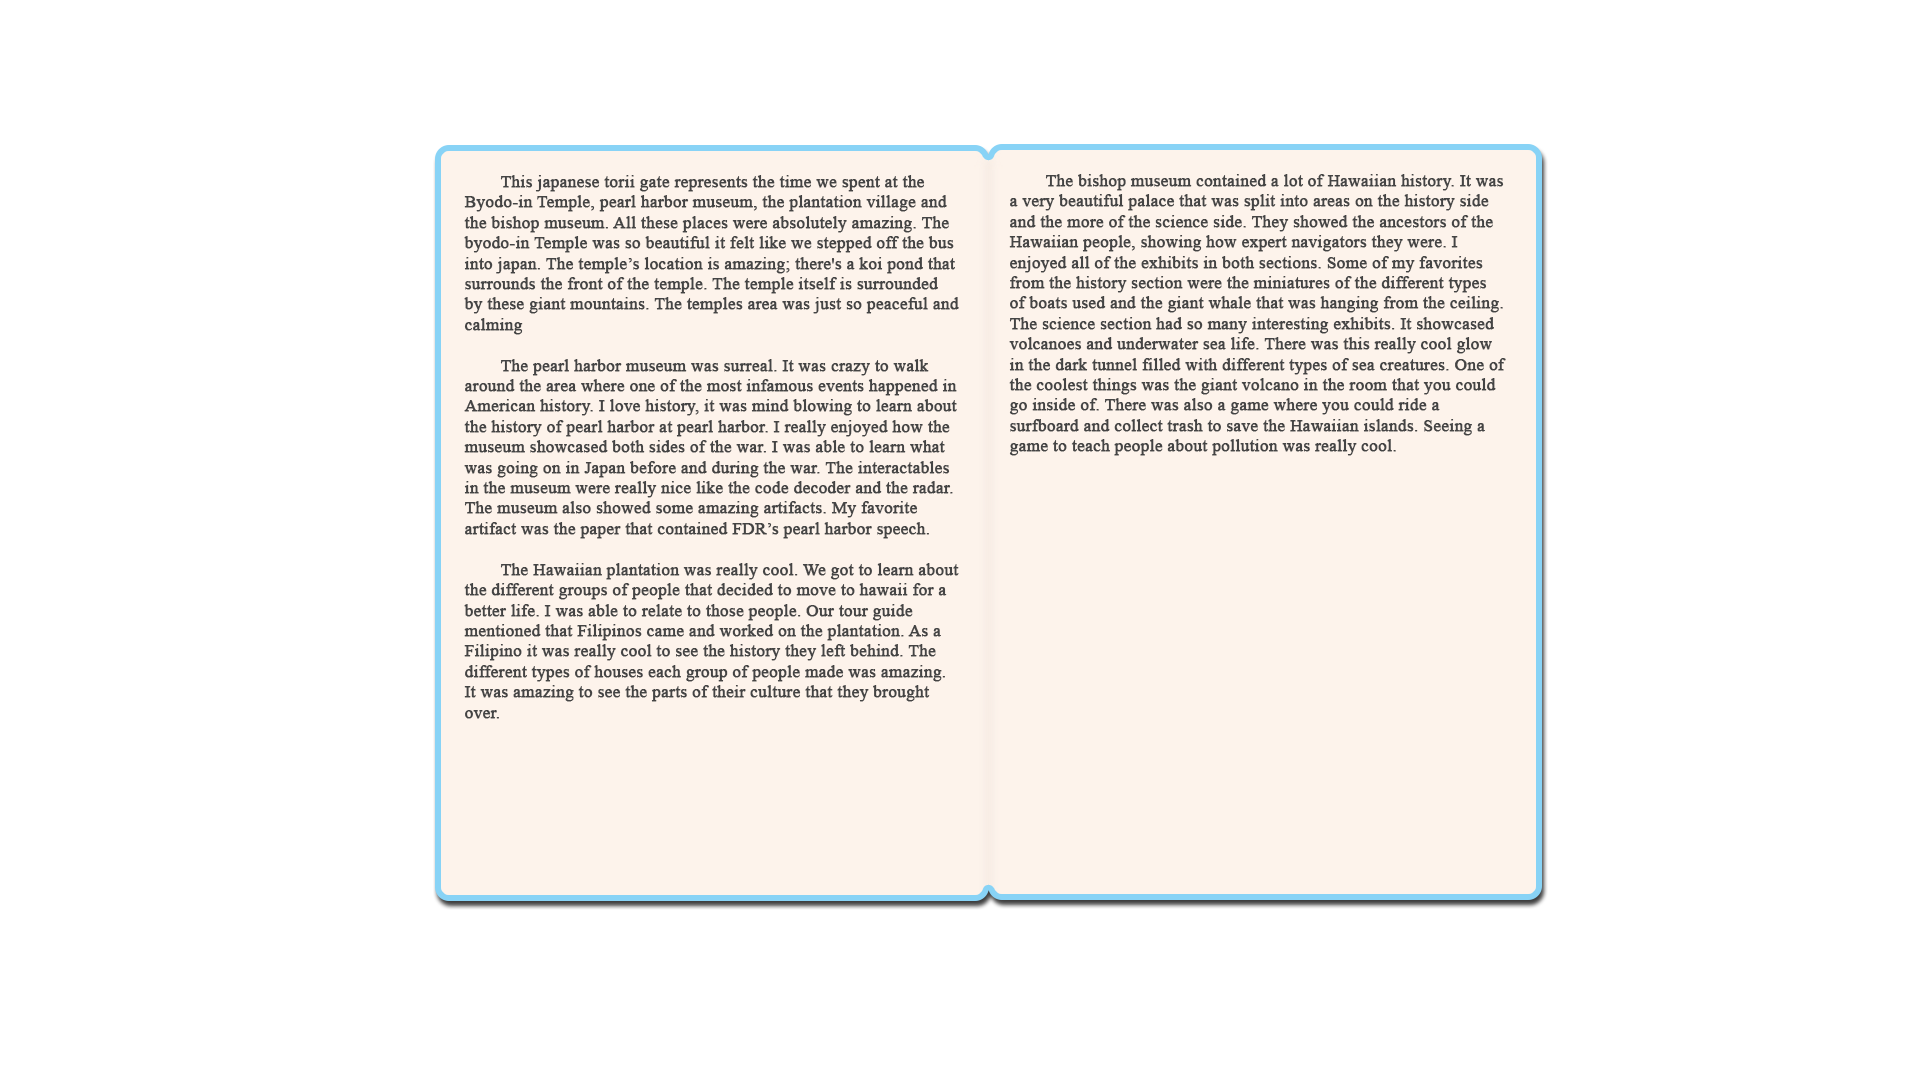 This japanese torii gate represents the time we spent at the
Byodo-in Temple, pearl harbor museum, the plantation village and
the bishop museum. All these places were absolutely amazing. The
byodo-in Temple was so beautiful it felt like we stepped off the bus
into japan. The temple’s location is amazing; there's a koi pond that
surrounds the front of the temple. The temple itself is surrounded
by these giant mountains. The temples area was just so peaceful and
calming
The pearl harbor museum was surreal. It was crazy to walk
around the area where one of the most infamous events happened in
American history. I love history, it was mind blowing to learn about
the history of pearl harbor at pearl harbor. I really enjoyed how the
museum showcased both sides of the war. I was able to learn what
was going on in Japan before and during the war. The interactables
in the museum were really nice like the code decoder and the radar.
The museum also showed some amazing artifacts. My favorite
artifact was the paper that contained FDR’s pearl harbor speech.
The Hawaiian plantation was really cool. We got to learn about
the different groups of people that decided to move to hawaii for a
better life. I was able to relate to those people. Our tour guide
mentioned that Filipinos came and worked on the plantation. As a
Filipino it was really cool to see the history they left behind. The
different types of houses each group of people made was amazing.
It was amazing to see the parts of their culture that they brought
over.
The bishop museum contained a lot of Hawaiian history. It was
a very beautiful palace that was split into areas on the history side
and the more of the science side. They showed the ancestors of the
Hawaiian people, showing how expert navigators they were. I
enjoyed all of the exhibits in both sections. Some of my favorites
from the history section were the miniatures of the different types
of boats used and the giant whale that was hanging from the ceiling.
The science section had so many interesting exhibits. It showcased
volcanoes and underwater sea life. There was this really cool glow
in the dark tunnel filled with different types of sea creatures. One of
the coolest things was the giant volcano in the room that you could
go inside of. There was also a game where you could ride a
surfboard and collect trash to save the Hawaiian islands. Seeing a
game to teach people about pollution was really cool.